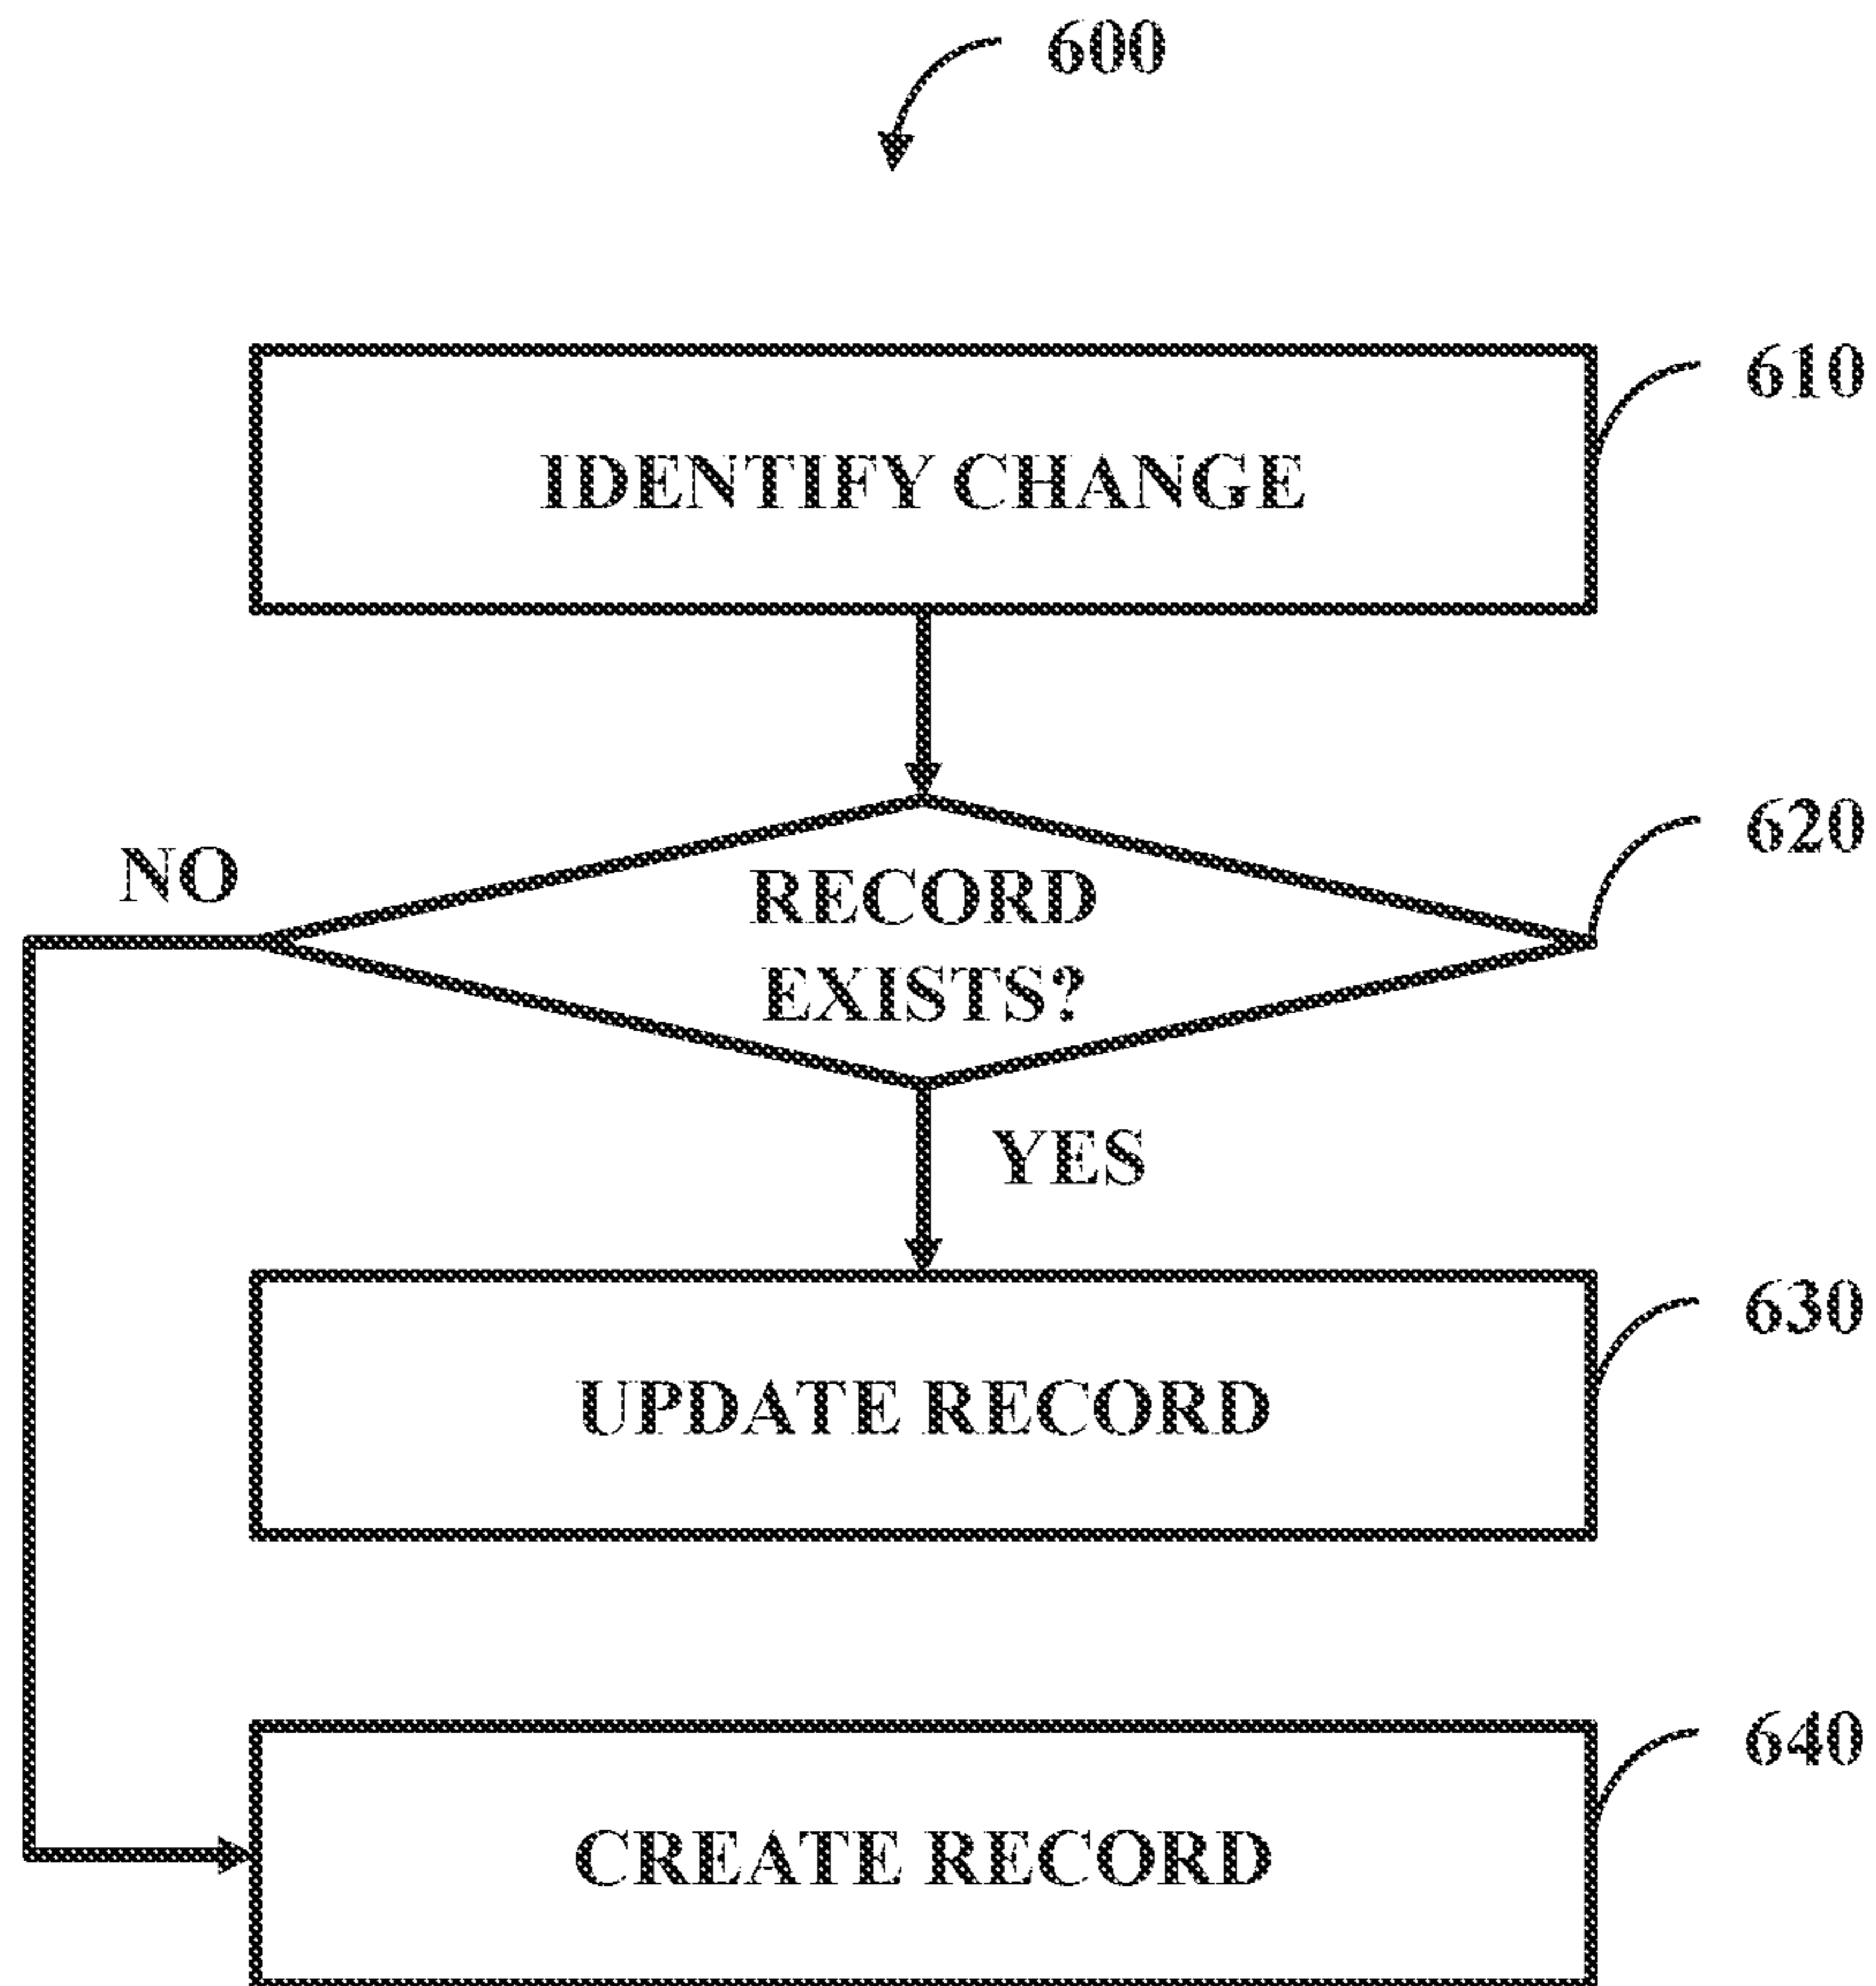 600
610
IDENTIFY CHANGE
620
NO
RECORD
EXISTS?
YES
630
UPDATE RECORD
640
CREATE RECORD